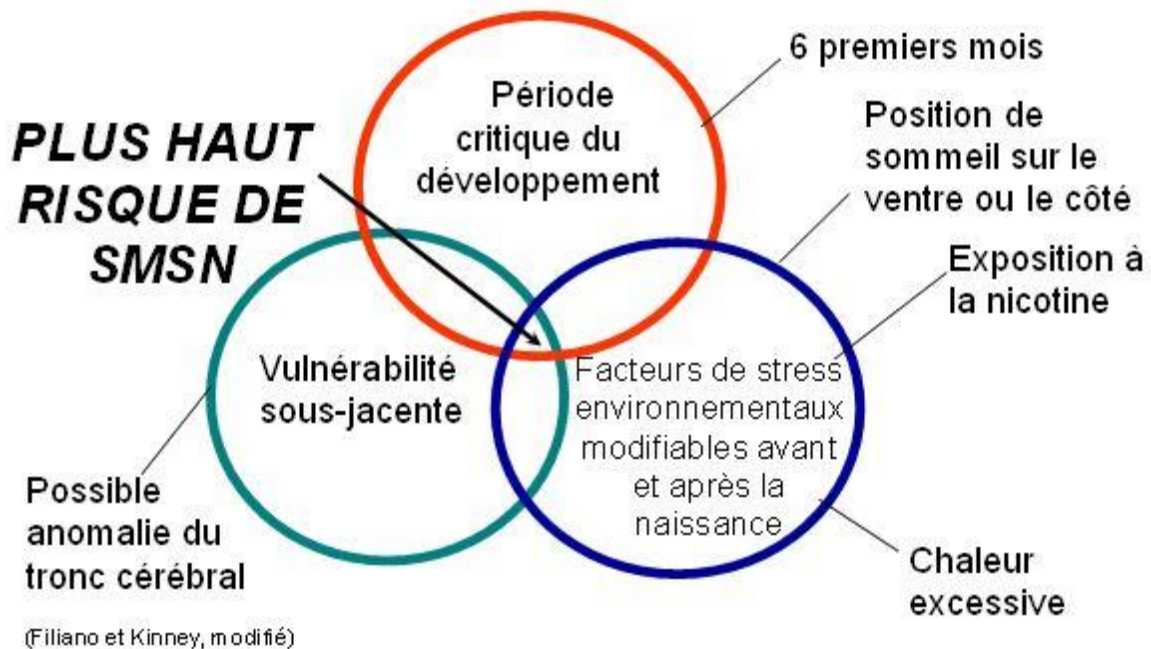 6 premiers mois
Période
critique du
développement
PLUS HAUT
RISQUE DE
SMSN
Position de
sommeil sur le
ventre ou le côté
Exposition à
la nicotine
Vulnérabilité
sous-jacente
Facteurs de stress
environnementaux
modifiables avant
et après la
naissance
Possible
anomalie du
tronc cérébral
Chaleur
excessive
(Filiano et Kinney, modifié)